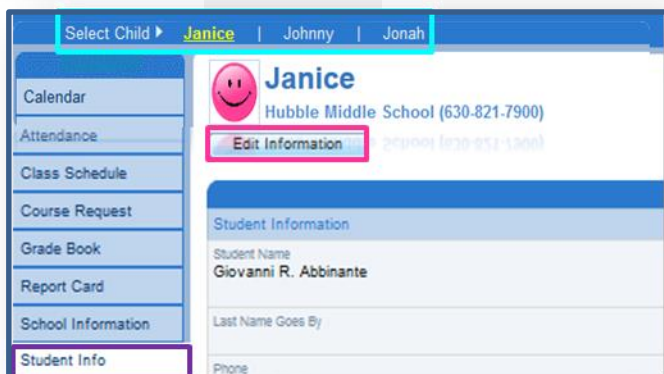 Select Child ▶ Janice | Johnny | Jonah
Janice
Hubble Middle School (630-821-7900)
Edit Information
Calendar
Attendance
Class Schedule
Course Request
Grade Book
Report Card
School Information
Student Info
Student Information
Student Name
Giovanni R. Abbinante
Last Name Goes By
Phone